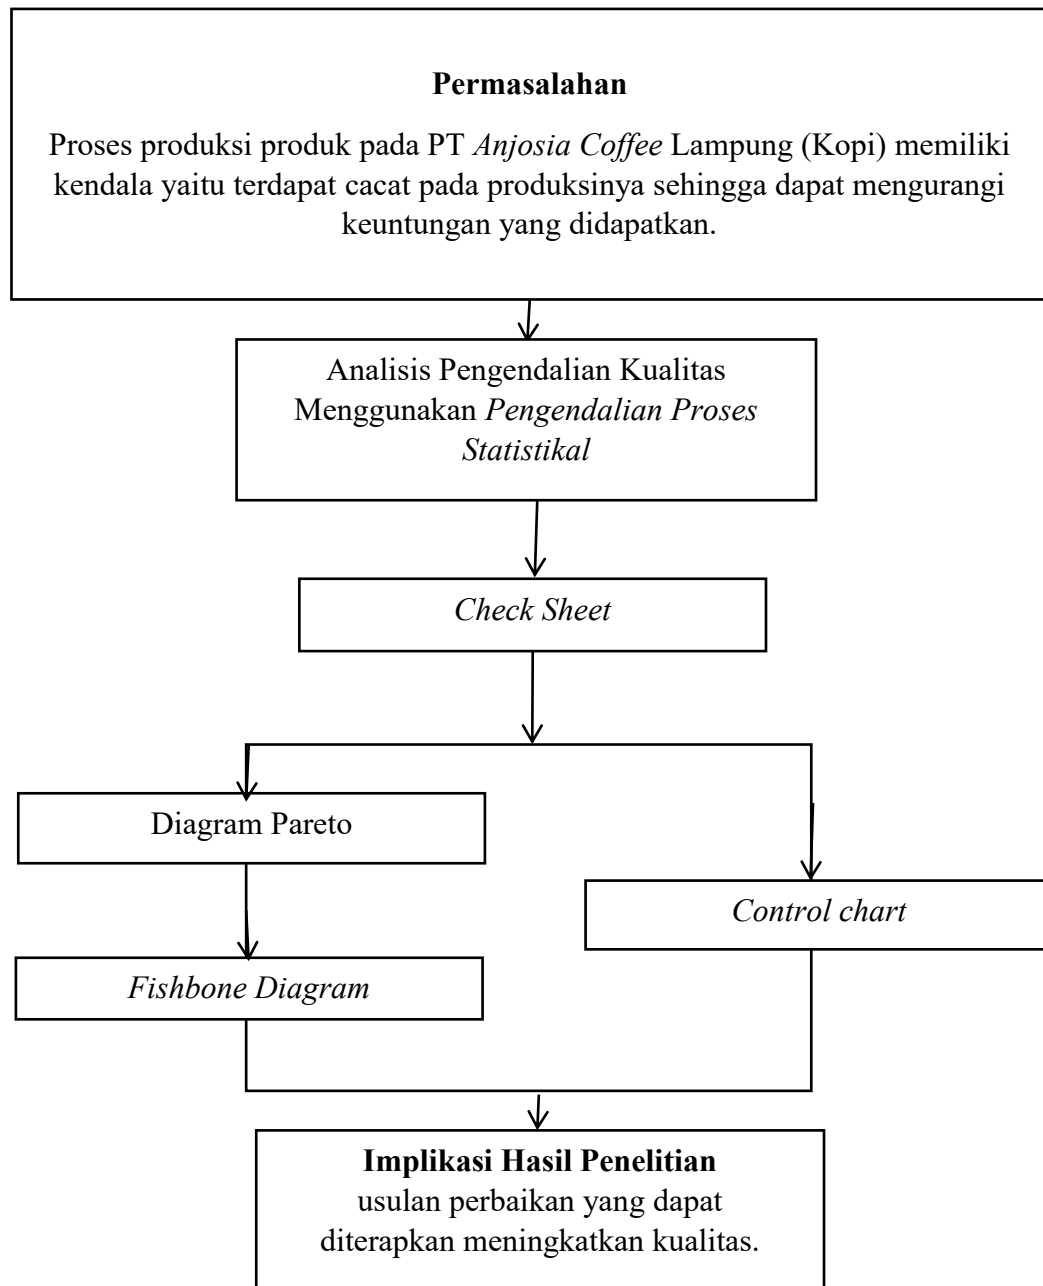 Permasalahan
Proses produksi produk pada PT Anjosia Coffee Lampung (Kopi) memiliki
kendala yaitu terdapat cacat pada produksinya sehingga dapat mengurangi
keuntungan yang didapatkan.
Analisis Pengendalian Kualitas
Menggunakan Pengendalian Proses
Statistikal
Check Sheet
Diagram Pareto
Control chart
Fishbone Diagram
Implikasi Hasil Penelitian
usulan perbaikan yang dapat
diterapkan meningkatkan kualitas.